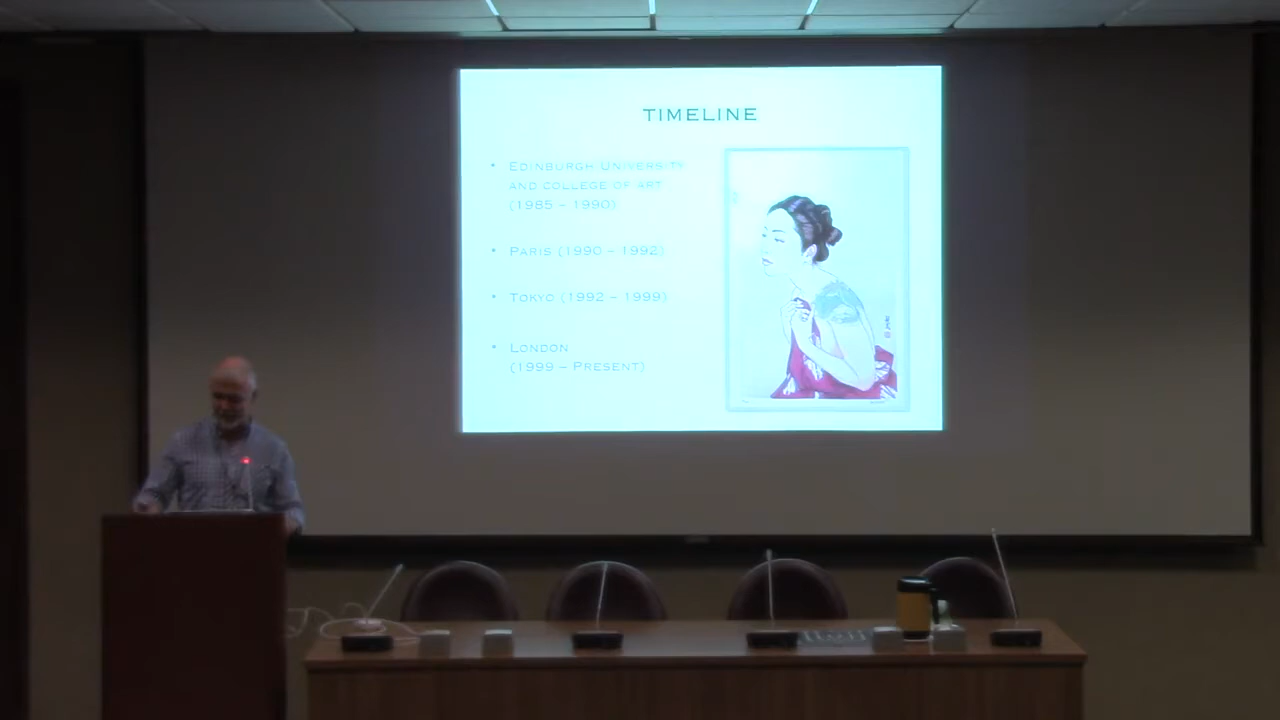 TIMELINE
• EDINBURGH UNIVERSITY
AND COLLEGE OF ART
(1985 – 1990)
• PARIS (1990 – 1992)
• TOKYO (1992 – 1999)
• LONDON
(1999 – PRESENT)